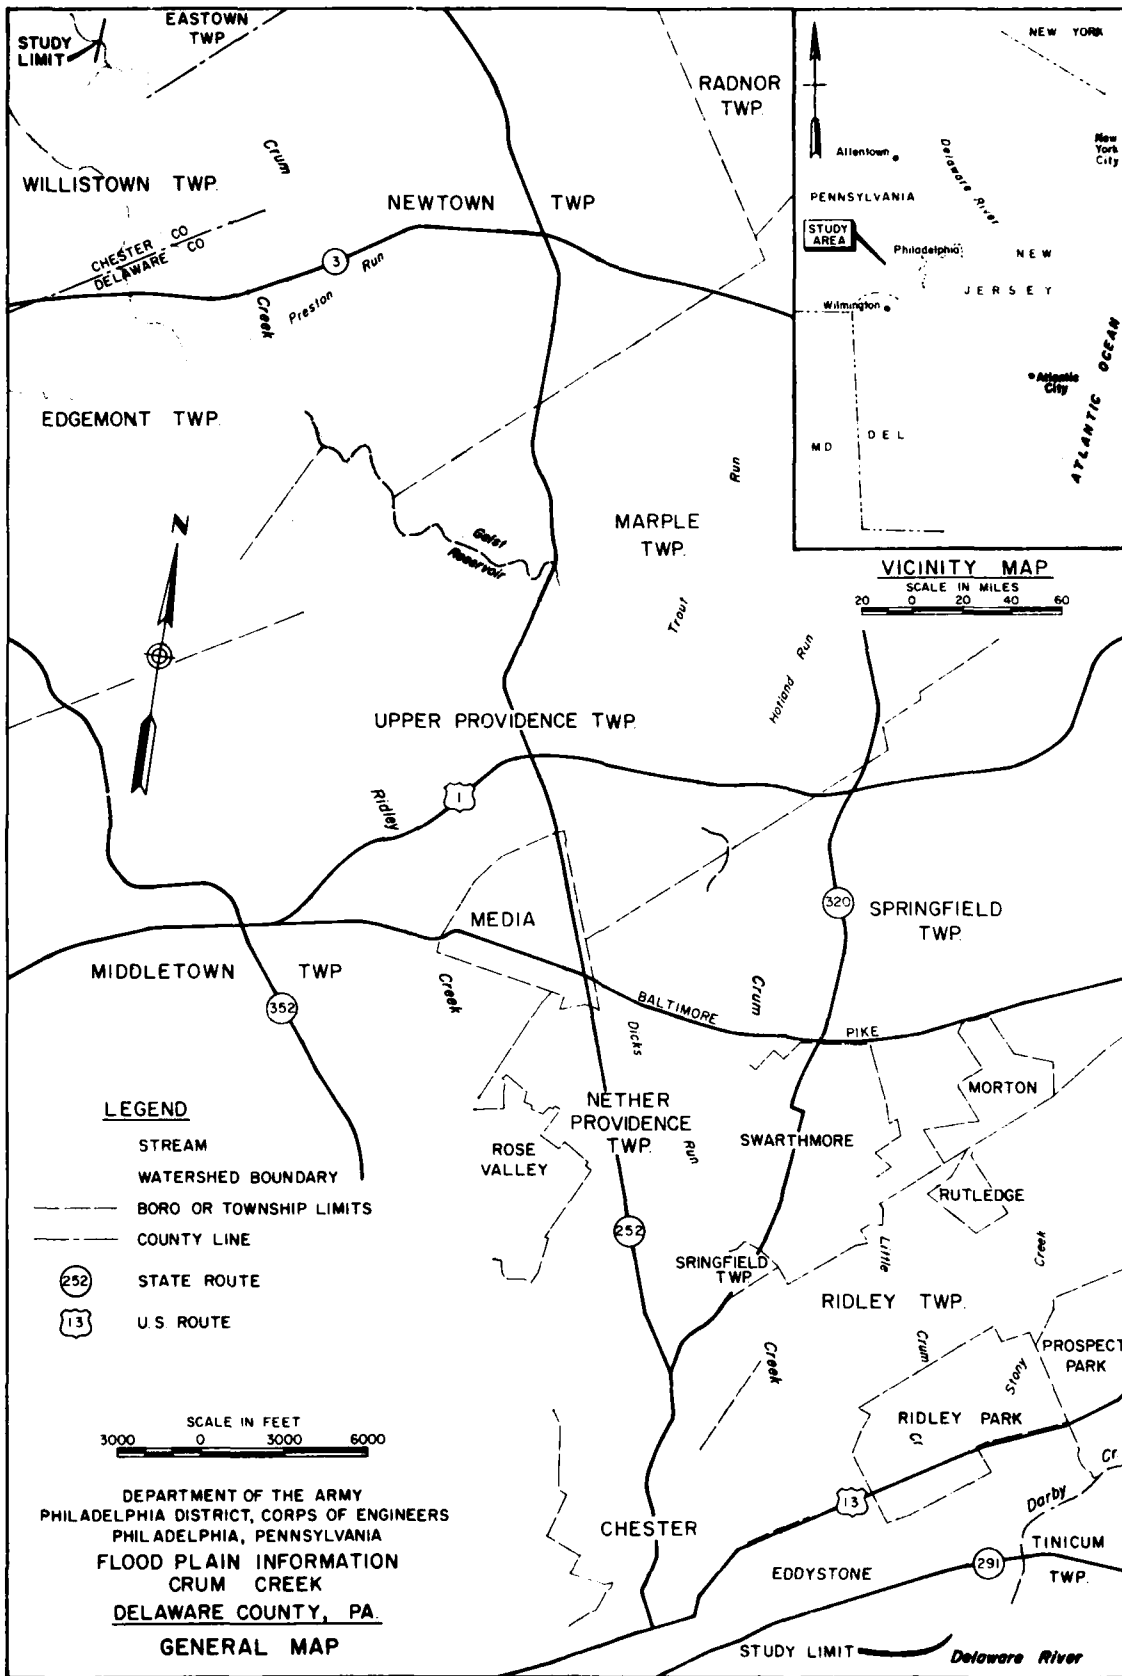 STUDY
LIMIT
EASTOWN
TWP
RADNOR
TWP.
Crum
WILLISTOWN TWP.
NEWTOWN TWP
CHESTER CO
DELAWARE CO
3
Run
Preston
Creek
EDGEMONT TWP.
NEW YORK
New
York
City
Allentown
Delaware River
PENNSYLVANIA
STUDY
AREA
Philadelphia
NEW
JERSEY
Wilmington
Atlantic
City
ATLANTIC OCEAN
MD
DEL
VICINITY MAP
SCALE IN MILES
20 0 20 40 60
N
Geist
Reservoir
MARPLE
TWP.
Run
Trout
Hotland Run
UPPER PROVIDENCE TWP.
1
Ridley
MEDIA
320
SPRINGFIELD
TWP.
MIDDLETOWN TWP
352
Creek
BALTIMORE
PIKE
Crum
Dicks
MORTON
NETHER
PROVIDENCE
TWP.
Run
SWARTHMORE
ROSE
VALLEY
RUTLEDGE
252
SRINGFIELD
TWP.
Little
Creek
RIDLEY TWP.
Creek
Crum
Stony
PROSPECT
PARK
RIDLEY PARK
Cr
13
CHESTER
EDDYSTONE
Darby
Cr.
291
TINICUM
TWP.
STUDY LIMIT
Delaware River
LEGEND
STREAM
WATERSHED BOUNDARY
BORO OR TOWNSHIP LIMITS
COUNTY LINE
252 STATE ROUTE
13 U.S. ROUTE
SCALE IN FEET
3000 0 3000 6000
DEPARTMENT OF THE ARMY
PHILADELPHIA DISTRICT, CORPS OF ENGINEERS
PHILADELPHIA, PENNSYLVANIA
FLOOD PLAIN INFORMATION
CRUM CREEK
DELAWARE COUNTY, PA.
GENERAL MAP